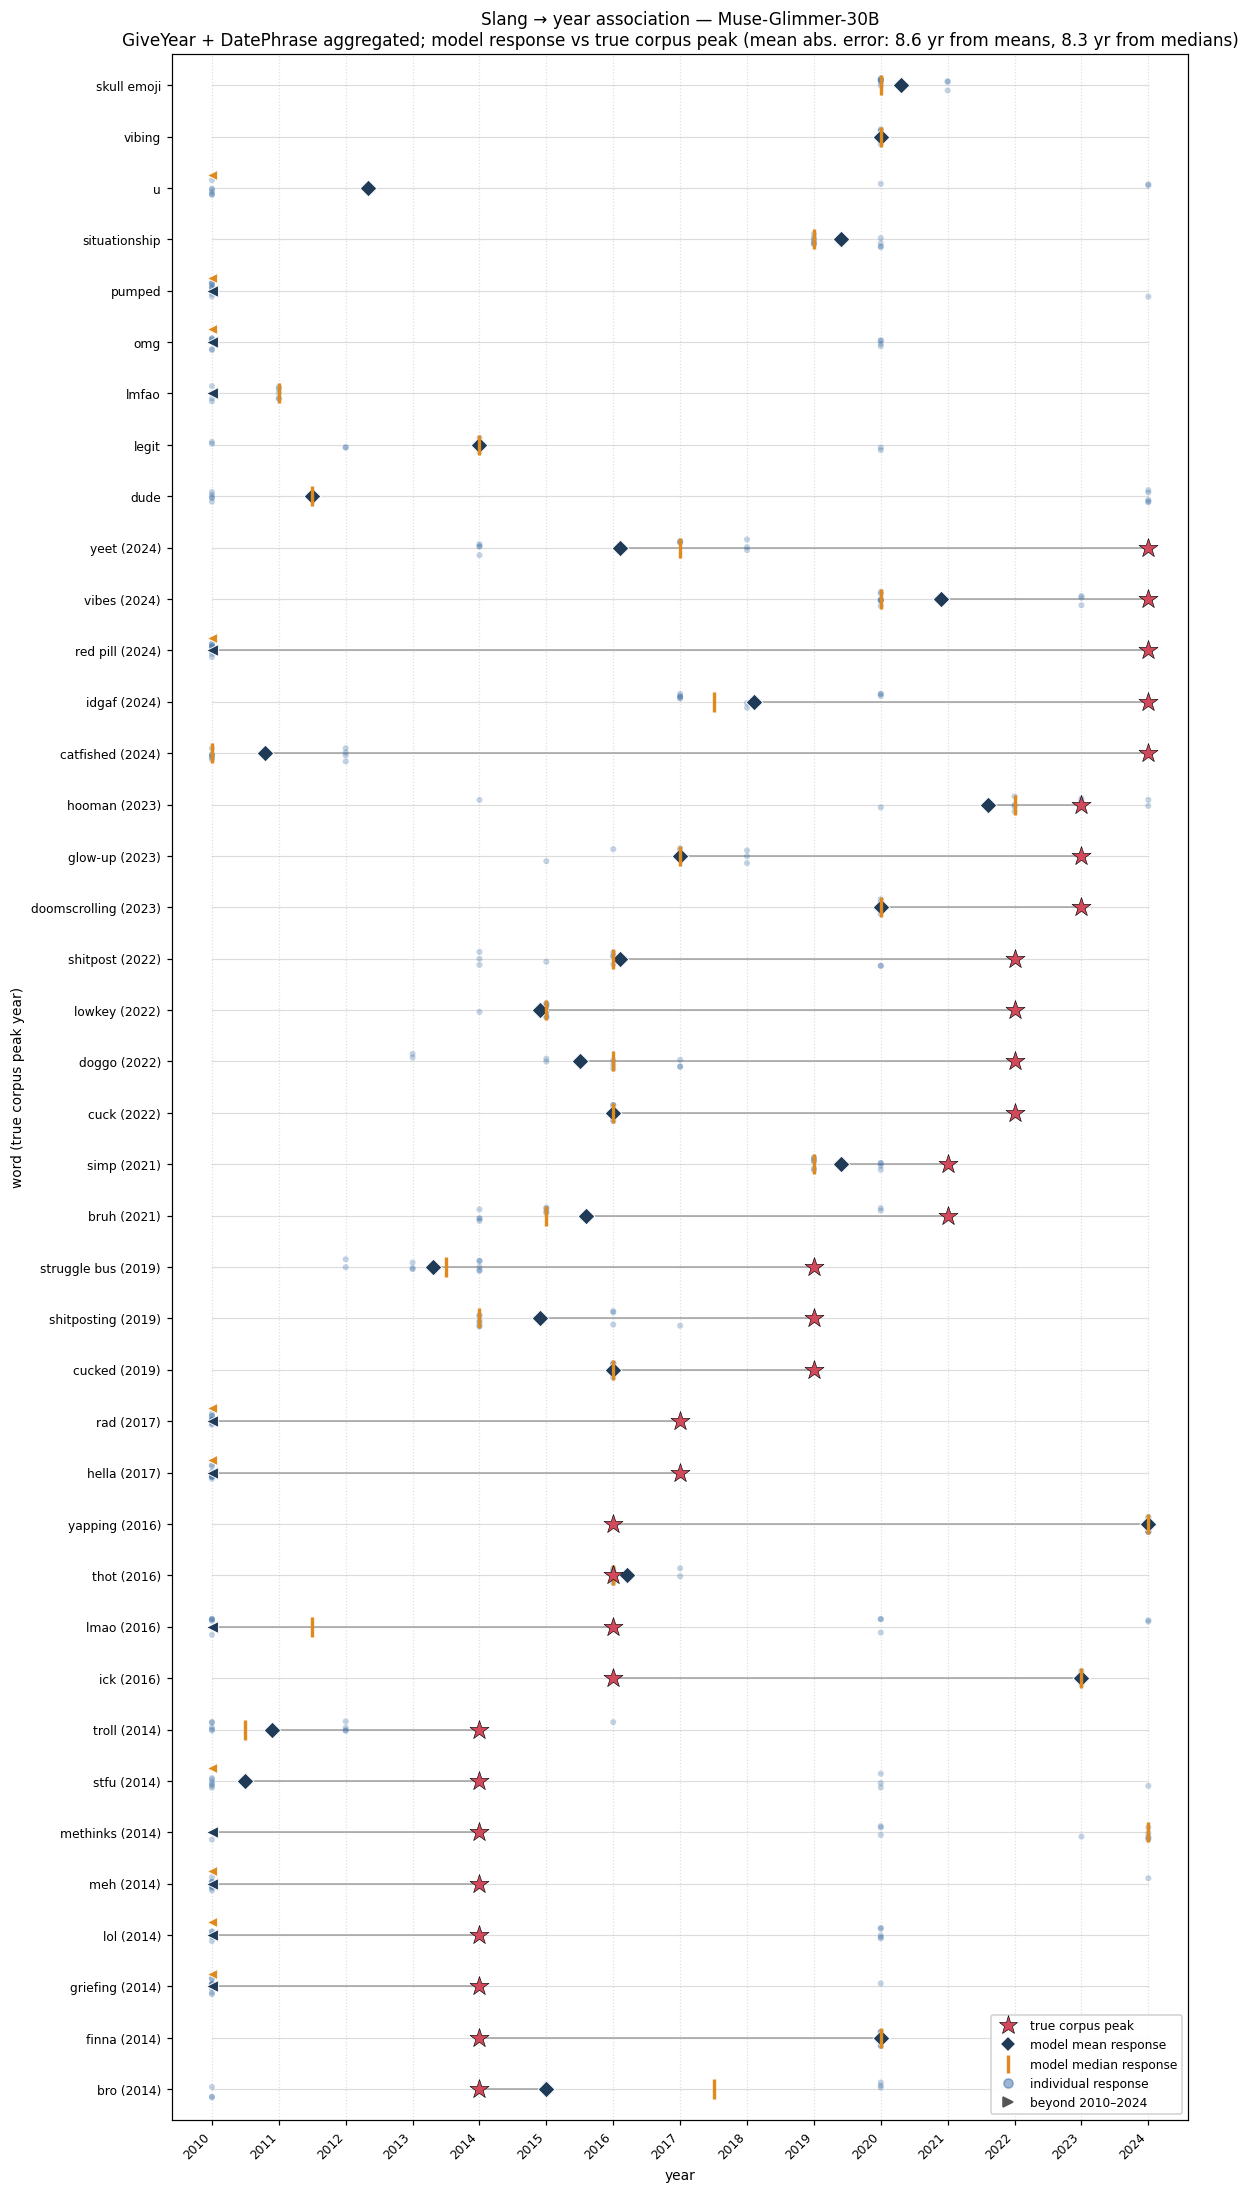 Slang → year association — Muse-Glimmer-30B
GiveYear + DatePhrase aggregated; model response vs true corpus peak (mean abs. error: 8.6 yr from means, 8.3 yr from medians)
skull emoji
vibing
u
situationship
pumped
omg
lmfao
legit
dude
yeet (2024)
vibes (2024)
red pill (2024)
idgaf (2024)
catfished (2024)
hooman (2023)
glow-up (2023)
doomscrolling (2023)
shitpost (2022)
lowkey (2022)
doggo (2022)
cuck (2022)
simp (2021)
bruh (2021)
struggle bus (2019)
shitposting (2019)
cucked (2019)
rad (2017)
hella (2017)
yapping (2016)
thot (2016)
lmao (2016)
ick (2016)
troll (2014)
stfu (2014)
methinks (2014)
meh (2014)
lol (2014)
griefing (2014)
finna (2014)
bro (2014)
word (true corpus peak year)
true corpus peak
model mean response
model median response
individual response
beyond 2010–2024
2010
2011
2012
2013
2014
2015
2016
2017
2018
2019
2020
2021
2022
2023
2024
year